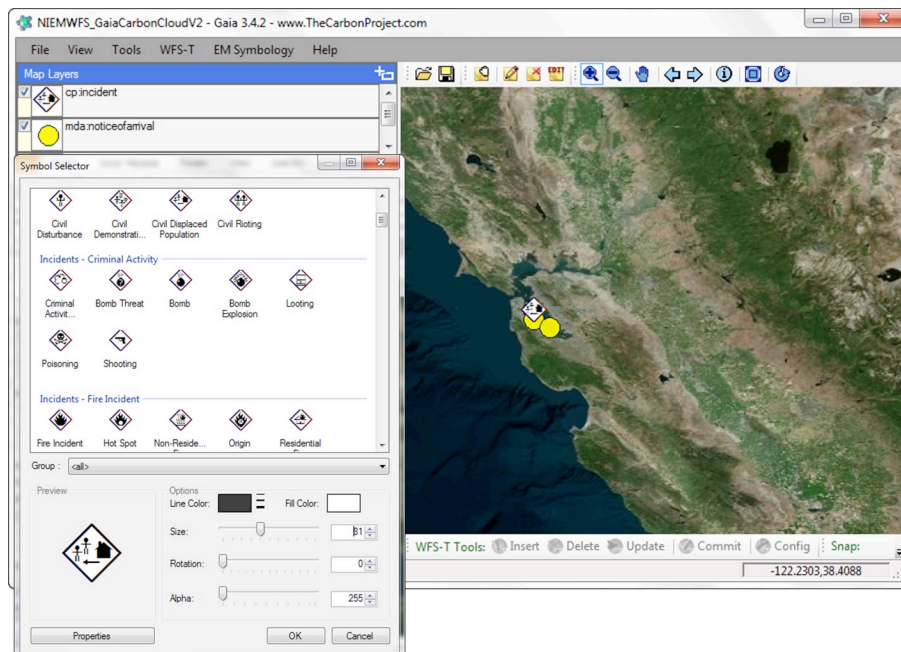 NIEMWFS_GaiaCarbonCloudV2 - Gaia 3.4.2 - www.TheCarbonProject.com
File View Tools WFS-T EM Symbology Help
Map Layers
cp:incident
mda:noticeofarrival
Symbol Selector
Civil Disturbance
Civil Demonstrati...
Civil Displaced Population
Civil Rioting
Incidents - Criminal Activity
Criminal Activit...
Bomb Threat
Bomb
Bomb Explosion
Looting
Poisoning
Shooting
Incidents - Fire Incident
Fire Incident
Hot Spot
Non-Reside...
Origin
Residential
Group : <all>
Preview
Options
Line Color:
Fill Color:
Size: 81
Rotation: 0
Alpha: 255
Properties
OK
Cancel
EDIT
WFS-T Tools: Insert Delete Update Commit Config Snap:
-122.2303,38.4088